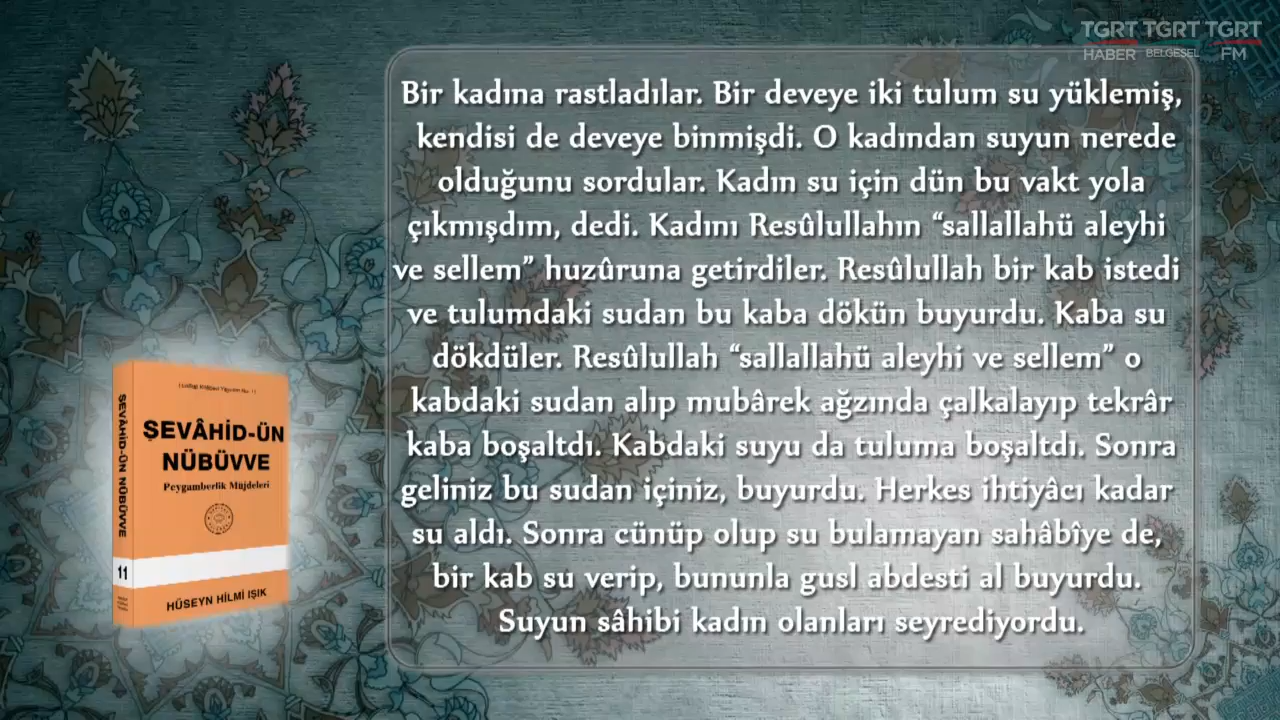 TGRT TGRT TGRT
HABER BELGESEL FM
Bir kadına rastladılar. Bir deveye iki tulum su yüklemiş,
kendisi de deveye binmişdi. O kadından suyun nerede
olduğunu sordular. Kadın su için dün bu vakt yola
çıkmışdım, dedi. Kadını Resûlullahın “sallallahü aleyhi
ve sellem” huzûruna getirdiler. Resûlullah bir kab istedi
ve tulumdaki sudan bu kaba dökün buyurdu. Kaba su
dökdüler. Resûlullah “sallallahü aleyhi ve sellem” o
kabdaki sudan alıp mubârek ağzında çalkalayıp tekrâr
kaba boşaltdı. Kabdaki suyu da tuluma boşaltdı. Sonra
geliniz bu sudan içiniz, buyurdu. Herkes ihtiyâcı kadar
su aldı. Sonra cünüp olup su bulamayan sahâbîye de,
bir kab su verip, bununla gusl abdesti al buyurdu.
Suyun sâhibi kadın olanları seyrediyordu.
ŞEVÂHİD-ÜN
NÜBÜVVE
Peygamberlik Müjdeleri
HÜSEYN HİLMİ IŞIK
ŞEVÂHİD-ÜN NÜBÜVVE
11